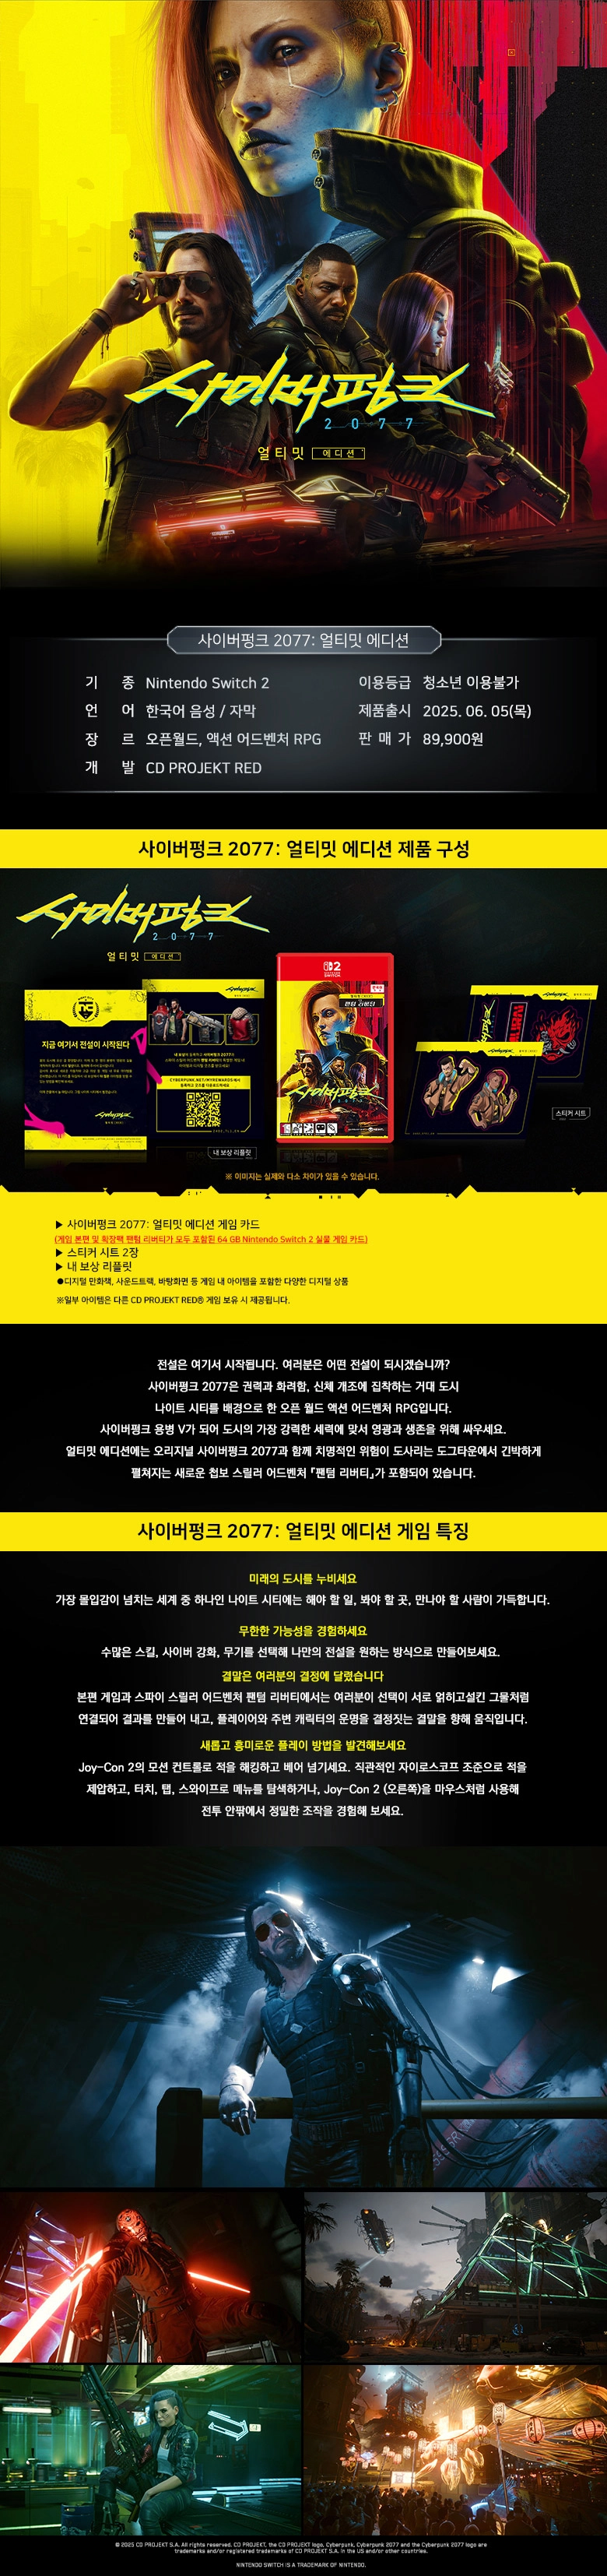 사이버펑크
2077
얼티밋 에디션
사이버펑크 2077: 얼티밋 에디션
기 종 Nintendo Switch 2
이용등급 청소년 이용불가
언 어 한국어 음성 / 자막
제품출시 2025. 06. 05(목)
장 르 오픈월드, 액션 어드벤처 RPG
판 매 가 89,900원
개 발 CD PROJEKT RED
사이버펑크 2077: 얼티밋 에디션 제품 구성
사이버펑크
2077
얼티밋 에디션
지금 여기서 전설이 시작된다
CYBERPUNK.NET/MYREWARDS
내 보상 리플릿
2
사이버펑크
스티커 시트
※ 이미지는 실제와 다소 차이가 있을 수 있습니다.
▶ 사이버펑크 2077: 얼티밋 에디션 게임 카드
(게임 본편 및 확장팩 팬텀 리버티가 모두 포함된 64 GB Nintendo Switch 2 실물 게임 카드)
▶ 스티커 시트 2장
▶ 내 보상 리플릿
●디지털 만화책, 사운드트랙, 바탕화면 등 게임 내 아이템을 포함한 다양한 디지털 상품
※일부 아이템은 다른 CD PROJEKT RED® 게임 보유 시 제공됩니다.
전설은 여기서 시작됩니다. 여러분은 어떤 전설이 되시겠습니까?
사이버펑크 2077은 권력과 화려함, 신체 개조에 집착하는 거대 도시
나이트 시티를 배경으로 한 오픈 월드 액션 어드벤처 RPG입니다.
사이버펑크 용병 V가 되어 도시의 가장 강력한 세력에 맞서 영광과 생존을 위해 싸우세요.
얼티밋 에디션에는 오리지널 사이버펑크 2077과 함께 치명적인 위험이 도사리는 도그타운에서 긴박하게
펼쳐지는 새로운 첩보 스릴러 어드벤처 『팬텀 리버티』가 포함되어 있습니다.
사이버펑크 2077: 얼티밋 에디션 게임 특징
미래의 도시를 누비세요
가장 몰입감이 넘치는 세계 중 하나인 나이트 시티에는 해야 할 일, 봐야 할 곳, 만나야 할 사람이 가득합니다.
무한한 가능성을 경험하세요
수많은 스킬, 사이버 강화, 무기를 선택해 나만의 전설을 원하는 방식으로 만들어보세요.
결말은 여러분의 결정에 달렸습니다
본편 게임과 스파이 스릴러 어드벤처 팬텀 리버티에서는 여러분이 선택이 서로 얽히고설킨 그물처럼
연결되어 결과를 만들어 내고, 플레이어와 주변 캐릭터의 운명을 결정짓는 결말을 향해 움직입니다.
새롭고 흥미로운 플레이 방법을 발견해보세요
Joy-Con 2의 모션 컨트롤로 적을 해킹하고 베어 넘기세요. 직관적인 자이로스코프 조준으로 적을
제압하고, 터치, 탭, 스와이프로 메뉴를 탐색하거나, Joy-Con 2 (오른쪽)을 마우스처럼 사용해
전투 안팎에서 정밀한 조작을 경험해 보세요.
© 2025 CD PROJEKT S.A. All rights reserved. CD PROJEKT, the CD PROJEKT logo, Cyberpunk, Cyberpunk 2077 and the Cyberpunk 2077 logo are
trademarks and/or registered trademarks of CD PROJEKT S.A. in the US and/or other countries.
NINTENDO SWITCH IS A TRADEMARK OF NINTENDO.